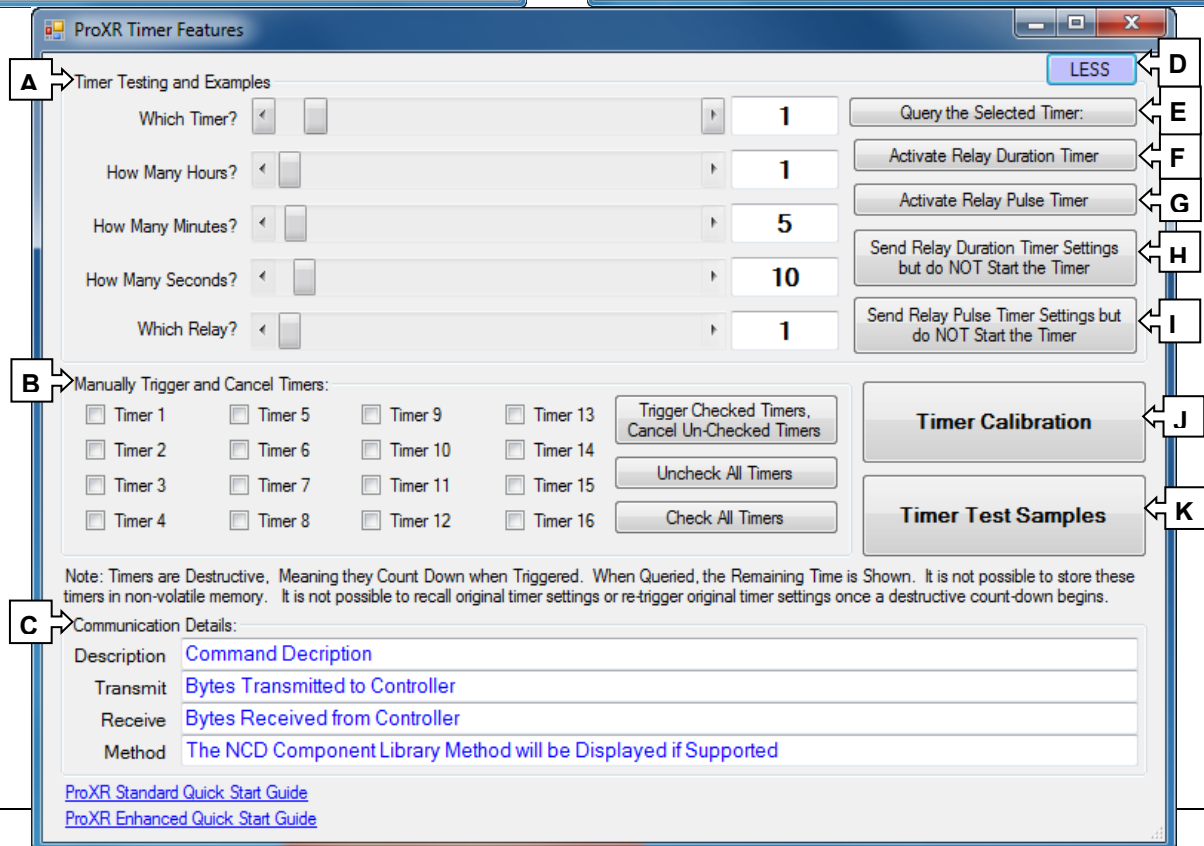 ProXR Timer Features
LESS
D
A
Timer Testing and Examples
Which Timer? 1
Query the Selected Timer:
E
How Many Hours? 1
Activate Relay Duration Timer
F
Activate Relay Pulse Timer
G
How Many Minutes? 5
Send Relay Duration Timer Settings
but do NOT Start the Timer
H
How Many Seconds? 10
Which Relay? 1
Send Relay Pulse Timer Settings but
do NOT Start the Timer
I
B
Manually Trigger and Cancel Timers:
Timer 1 Timer 5 Timer 9 Timer 13
Timer 2 Timer 6 Timer 10 Timer 14
Timer 3 Timer 7 Timer 11 Timer 15
Timer 4 Timer 8 Timer 12 Timer 16
Trigger Checked Timers,
Cancel Un-Checked Timers
Uncheck All Timers
Check All Timers
Timer Calibration
J
Timer Test Samples
K
Note: Timers are Destructive, Meaning they Count Down when Triggered. When Queried, the Remaining Time is Shown. It is not possible to store these
timers in non-volatile memory. It is not possible to recall original timer settings or re-trigger original timer settings once a destructive count-down begins.
C
Communication Details:
Description Command Decription
Transmit Bytes Transmitted to Controller
Receive Bytes Received from Controller
Method The NCD Component Library Method will be Displayed if Supported
ProXR Standard Quick Start Guide
ProXR Enhanced Quick Start Guide